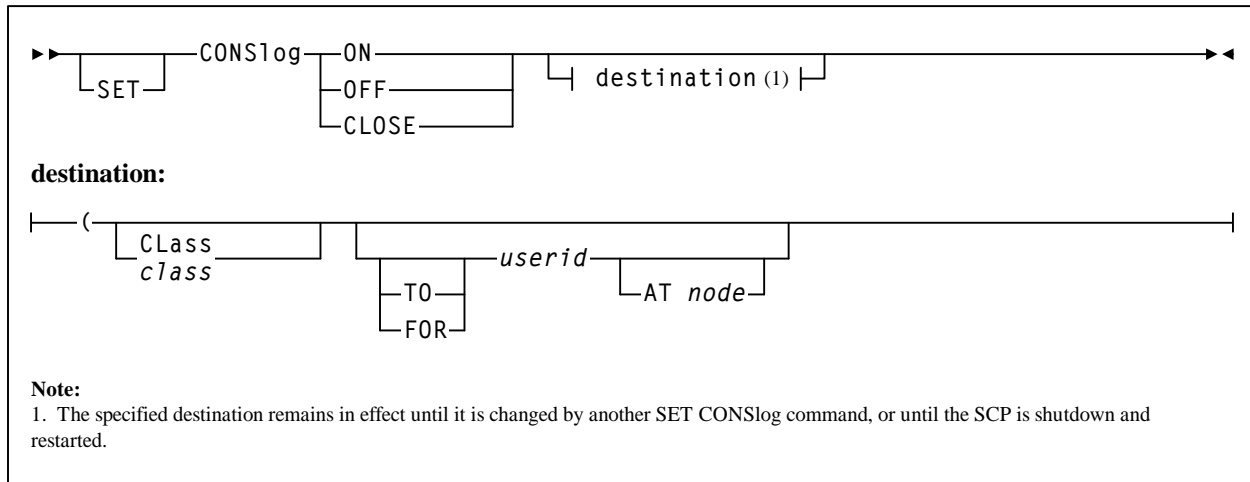 SET CONSlog ON destination (1)
OFF
CLOSE
destination:
( CLass class TO userid AT node
FOR
Note:
1. The specified destination remains in effect until it is changed by another SET CONSlog command, or until the SCP is shutdown and
restarted.